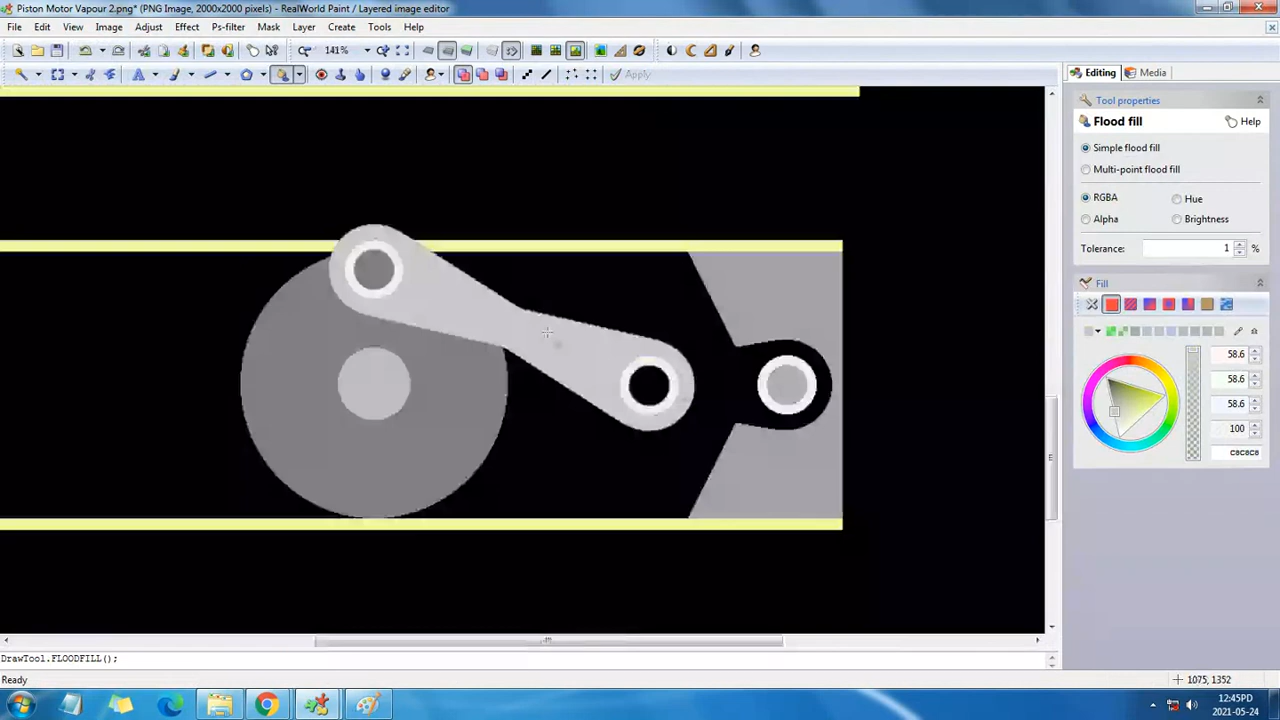 Piston Motor Vapour 2.png* (PNG Image, 2000x2000 pixels) - RealWorld Paint / Layered image editor
File Edit View Image Adjust Effect Ps-filter Mask Layer Create Tools Help
141%
Apply
Editing Media
Tool properties
Flood fill Help
Simple flood fill
Multi-point flood fill
RGBA Hue
Alpha Brightness
Tolerance: 1 %
Fill
58.6
58.6
58.6
100
C8C8C8
DrawTool.FLOODFILL();
Ready 1075, 1352
12:45PD
2021-05-24